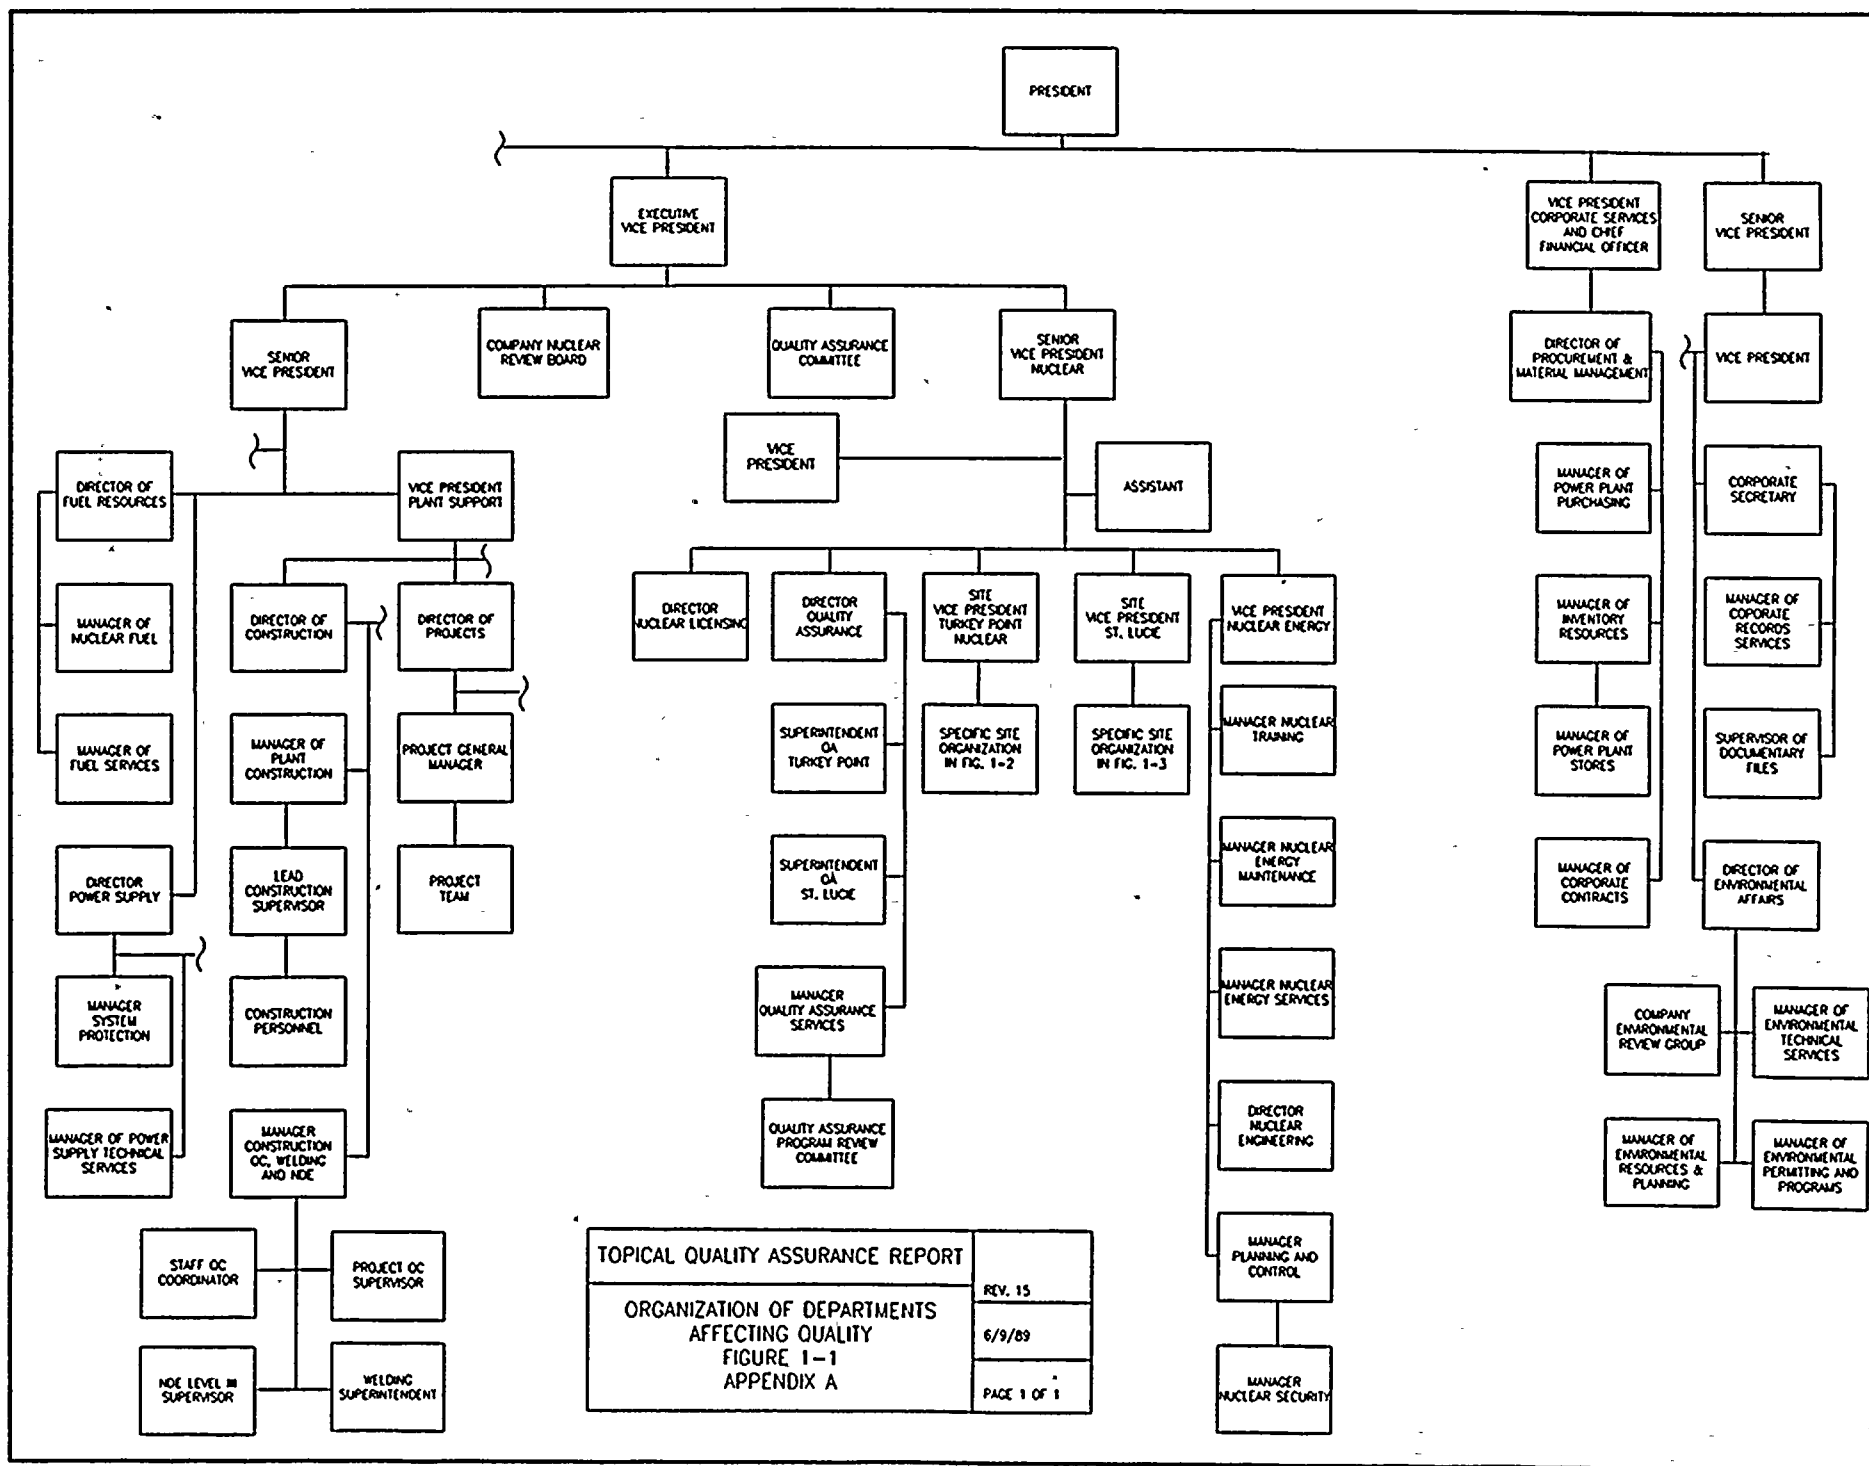 PRESIDENT
EXECUTIVE
VICE PRESIDENT
VICE PRESIDENT
CORPORATE SERVICES
AND CHIEF
FINANCIAL OFFICER
SENIOR
VICE PRESIDENT
SENIOR
VICE PRESIDENT
COMPANY NUCLEAR
REVIEW BOARD
QUALITY ASSURANCE
COMMITTEE
SENIOR
VICE PRESIDENT
NUCLEAR
DIRECTOR OF
PROCUREMENT &
MATERIAL MANAGEMENT
VICE PRESIDENT
VICE
PRESIDENT
ASSISTANT
DIRECTOR OF
FUEL RESOURCES
VICE PRESIDENT
PLANT SUPPORT
MANAGER OF
POWER PLANT
PURCHASING
CORPORATE
SECRETARY
MANAGER OF
NUCLEAR FUEL
DIRECTOR OF
CONSTRUCTION
DIRECTOR OF
PROJECTS
DIRECTOR
NUCLEAR LICENSING
DIRECTOR
QUALITY
ASSURANCE
SITE
VICE PRESIDENT
TURKEY POINT
NUCLEAR
SITE
VICE PRESIDENT
ST. LUCIE
VICE PRESIDENT
NUCLEAR ENERGY
MANAGER OF
INVENTORY
RESOURCES
MANAGER OF
COPORATE
RECORDS
SERVICES
MANAGER OF
FUEL SERVICES
MANAGER OF
PLANT
CONSTRUCTION
PROJECT GENERAL
MANAGER
SUPERINTENDENT
QA
TURKEY POINT
SPECIFIC SITE
ORGANIZATION
IN FIG. 1-2
SPECIFIC SITE
ORGANIZATION
IN FIG. 1-3
MANAGER NUCLEAR
TRAINING
MANAGER OF
POWER PLANT
STORES
SUPERVISOR OF
DOCUMENTARY
FILES
DIRECTOR
POWER SUPPLY
LEAD
CONSTRUCTION
SUPERVISOR
PROJECT
TEAM
SUPERINTENDENT
QA
ST. LUCIE
MANAGER NUCLEAR
ENERGY
MAINTENANCE
MANAGER OF
CORPORATE
CONTRACTS
DIRECTOR OF
ENVIRONMENTAL
AFFAIRS
MANAGER
SYSTEM
PROTECTION
CONSTRUCTION
PERSONNEL
MANAGER
QUALITY ASSURANCE
SERVICES
MANAGER NUCLEAR
ENERGY SERVICES
COMPANY
ENVIRONMENTAL
REVIEW GROUP
MANAGER OF
ENVIRONMENTAL
TECHNICAL
SERVICES
MANAGER OF POWER
SUPPLY TECHNICAL
SERVICES
MANAGER
CONSTRUCTION
QC, WELDING
AND NDE
QUALITY ASSURANCE
PROGRAM REVIEW
COMMITTEE
DIRECTOR
NUCLEAR
ENGINEERING
MANAGER OF
ENVIRONMENTAL
RESOURCES &
PLANNING
MANAGER OF
ENVIRONMENTAL
PERMITTING AND
PROGRAMS
STAFF QC
COORDINATOR
PROJECT QC
SUPERVISOR
MANAGER
PLANNING AND
CONTROL
NDE LEVEL III
SUPERVISOR
WELDING
SUPERINTENDENT
MANAGER
NUCLEAR SECURITY
TOPICAL QUALITY ASSURANCE REPORT
ORGANIZATION OF DEPARTMENTS
AFFECTING QUALITY
FIGURE 1-1
APPENDIX A
REV. 15
6/9/89
PAGE 1 OF 1